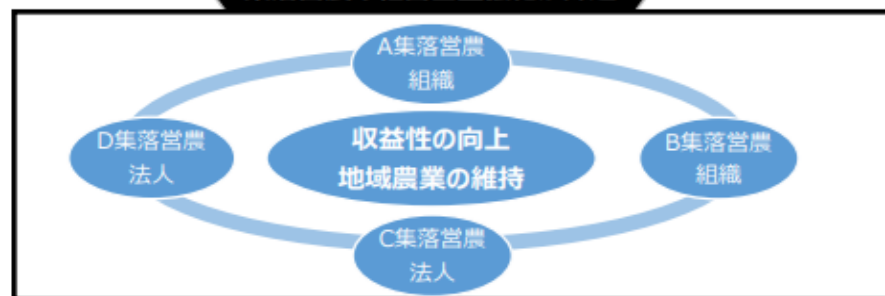 A集落営農
組織
D集落営農
法人
収益性の向上
地域農業の維持
B集落営農
組織
C集落営農
法人